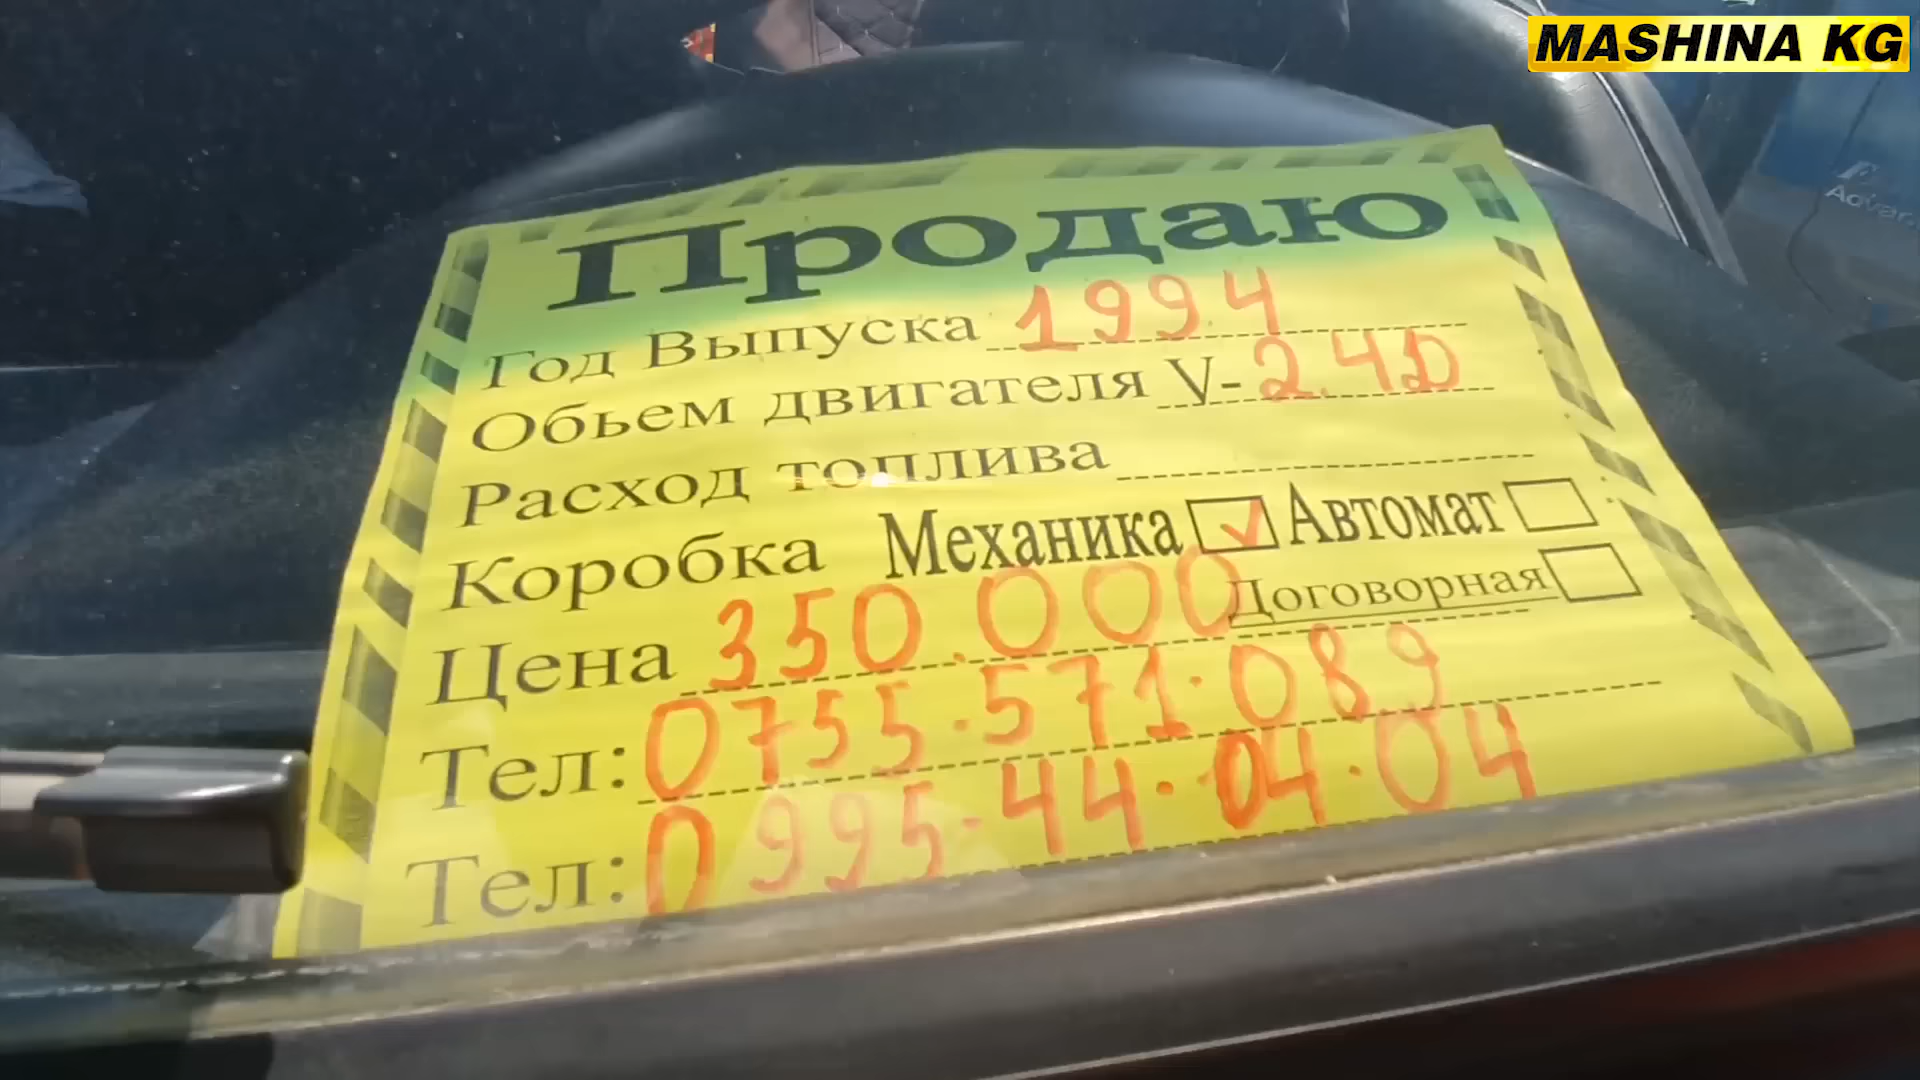 MASHINA KG
Продаю
Год Выпуска 1994
Обьем двигателя V- 2.4D
Расход топлива
Коробка Механика ✓ Автомат
Цена 350.000 Договорная
Тел: 0755.571.089
Тел: 0995.44.04.04